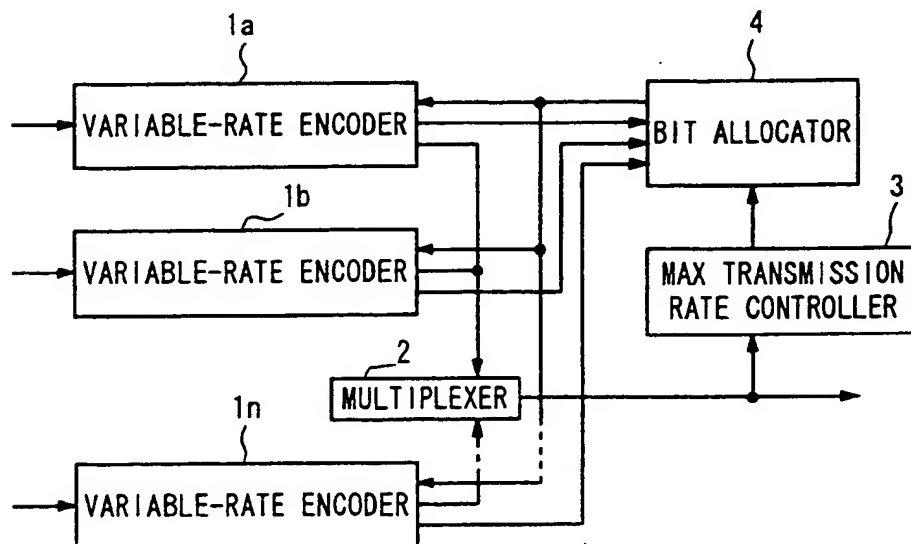 1a
VARIABLE-RATE ENCODER
4
BIT ALLOCATOR
1b
VARIABLE-RATE ENCODER
3
MAX TRANSMISSION
RATE CONTROLLER
2
MULTIPLEXER
1n
VARIABLE-RATE ENCODER